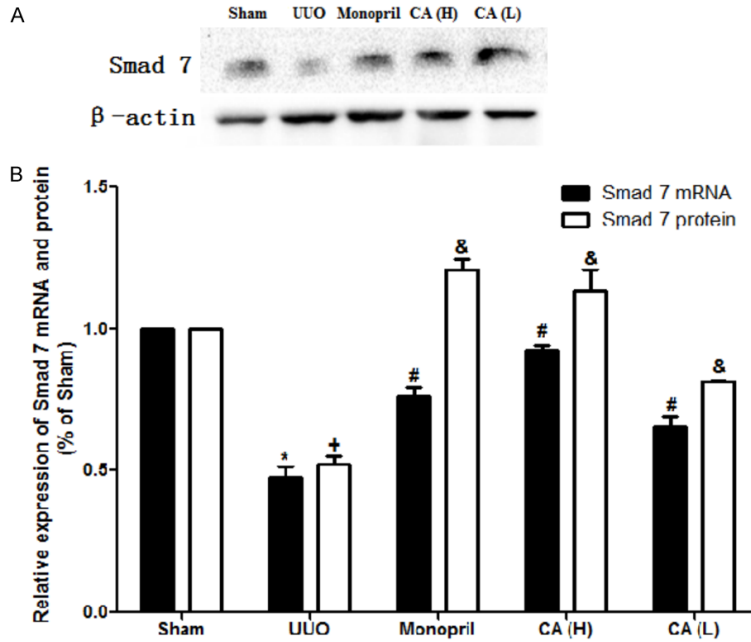 A
Sham UUO Monopril CA (H) CA (L)
Smad 7
β-actin
B
Relative expression of Smad 7 mRNA and protein
(% of Sham)
1.5
1.0
0.5
0.0
Smad 7 mRNA
Smad 7 protein
* + # & # & # &
Sham UUO Monopril CA (H) CA (L)